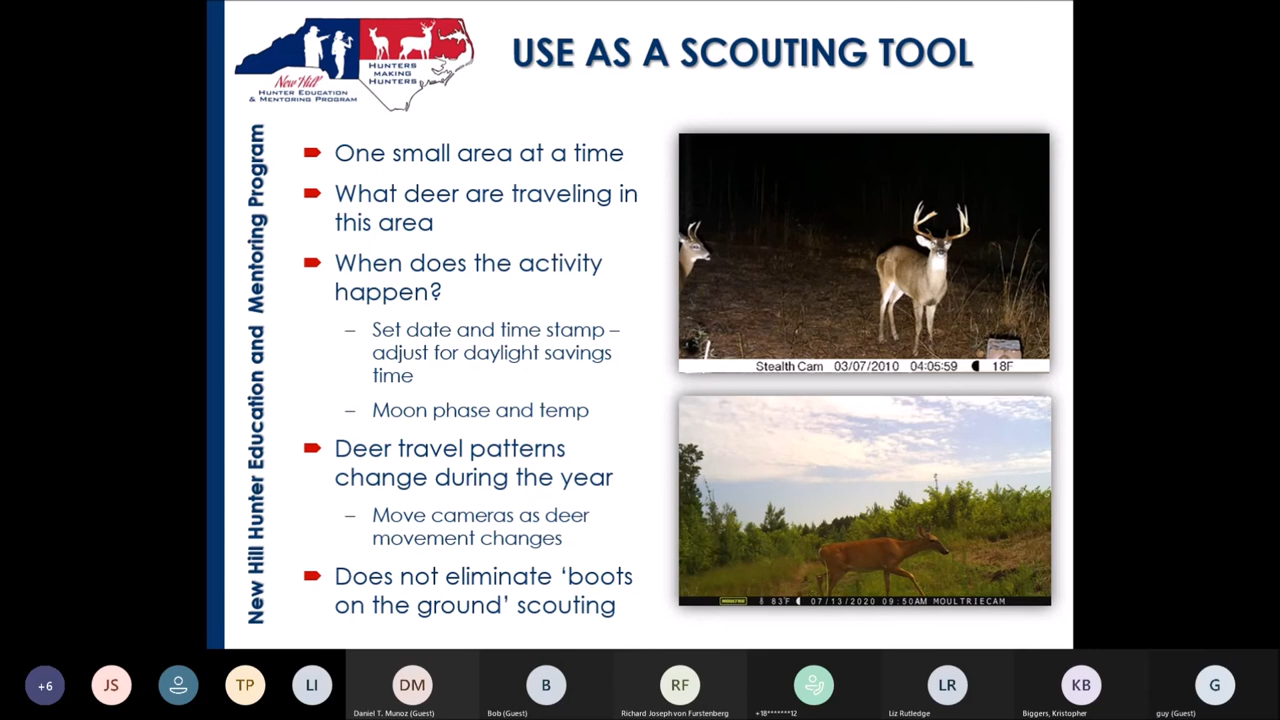 New Hill
HUNTER EDUCATION
& MENTORING PROGRAM
HUNTERS
MAKING
HUNTERS
USE AS A SCOUTING TOOL
New Hill Hunter Education and Mentoring Program
One small area at a time
What deer are traveling in
this area
When does the activity
happen?
– Set date and time stamp –
adjust for daylight savings
time
– Moon phase and temp
Deer travel patterns
change during the year
– Move cameras as deer
movement changes
Does not eliminate ‘boots
on the ground’ scouting
Stealth Cam 03/07/2010 04:05:59 18F
83°F 07/13/2020 09:50AM MOULTRIECAM
+6
JS
TP
LI
DM
Daniel T. Munoz (Guest)
B
Bob (Guest)
RF
Richard Joseph von Furstenberg
+18*******12
LR
Liz Rutledge
KB
Biggers, Kristopher
G
guy (Guest)